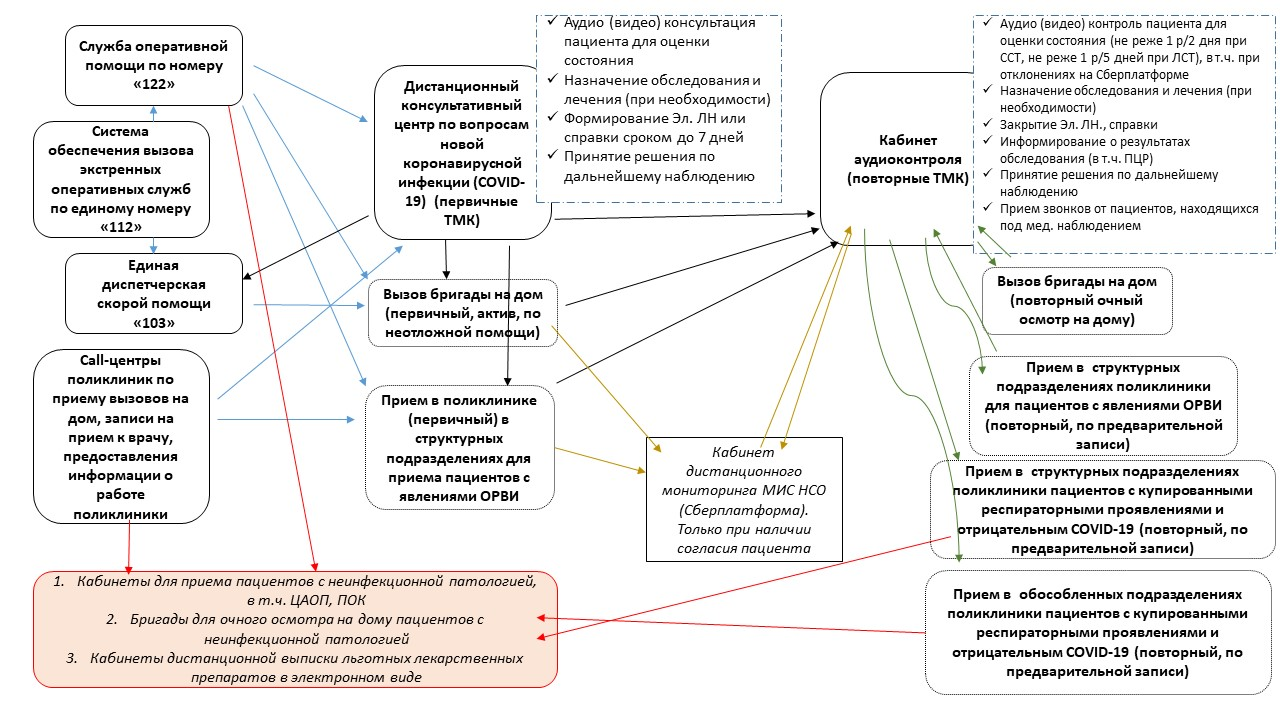 Служба оперативной
помощи по номеру
«122»
Система
обеспечения вызова
экстренных
оперативных служб
по единому номеру
«112»
Единая
диспетчерская
скорой помощи
«103»
Call-центры
поликлиник по
приему вызовов на
дом, записи на
прием к врачу,
предоставления
информации о
работе
поликлиники
Дистанционный
консультативный
центр по вопросам
новой
коронавирусной
инфекции (COVID-
19) (первичные
ТМК)
✓ Аудио (видео) консультация
пациента для оценки
состояния
✓ Назначение обследования и
лечения (при необходимости)
✓ Формирование Эл. ЛН или
справки сроком до 7 дней
✓ Принятие решения по
дальнейшему наблюдению
Вызов бригады на дом
(первичный, актив, по
неотложной помощи)
Прием в поликлинике
(первичный) в
структурных
подразделениях для
приема пациентов с
явлениями ОРВИ
Кабинет
дистанционного
мониторинга МИС НСО
(Сберплатформа).
Только при наличии
согласия пациента
Кабинет
аудиоконтроля
(повторные ТМК)
✓ Аудио (видео) контроль пациента для
оценки состояния (не реже 1 р/2 дня при
ССТ, не реже 1 р/5 дней при ЛСТ), в т.ч. при
отклонениях на Сберплатформе
✓ Назначение обследования и лечения (при
необходимости)
✓ Закрытие Эл. ЛН., справки
✓ Информирование о результатах
обследования (в т.ч. ПЦР)
✓ Принятие решения по дальнейшему
наблюдению
✓ Прием звонков от пациентов, находящихся
под мед. наблюдением
Вызов бригады на дом
(повторный очный
осмотр на дому)
Прием в структурных
подразделениях поликлиники
для пациентов с явлениями ОРВИ
(повторный, по предварительной
записи)
Прием в структурных подразделениях
поликлиники пациентов с купированными
респираторными проявлениями и
отрицательным COVID-19 (повторный, по
предварительной записи)
Прием в обособленных подразделениях
поликлиники пациентов с купированными
респираторными проявлениями и
отрицательным COVID-19 (повторный, по
предварительной записи)
1. Кабинеты для приема пациентов с неинфекционной патологией,
в т.ч. ЦАОП, ПОК
2. Бригады для очного осмотра на дому пациентов с
неинфекционной патологией
3. Кабинеты дистанционной выписки льготных лекарственных
препаратов в электронном виде